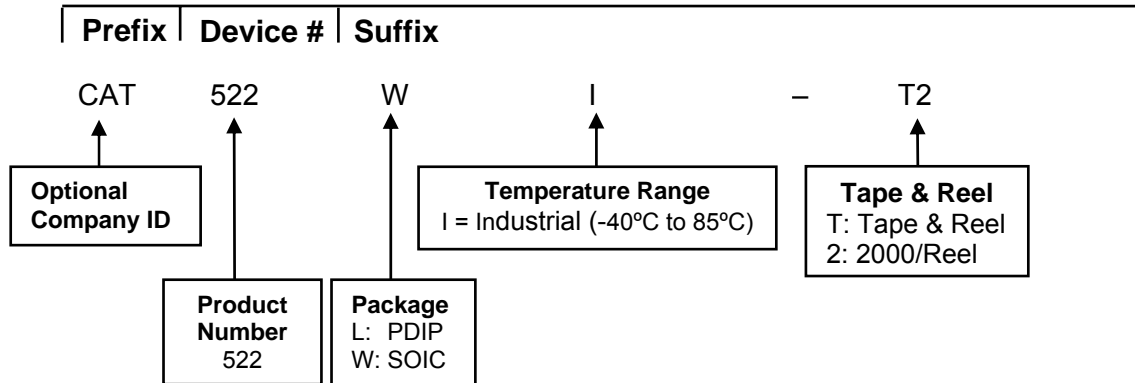 Prefix Device # Suffix
CAT 522 W I – T2
Optional
Company ID
Temperature Range
I = Industrial (-40ºC to 85ºC)
Tape & Reel
T: Tape & Reel
2: 2000/Reel
Product
Number
522
Package
L: PDIP
W: SOIC